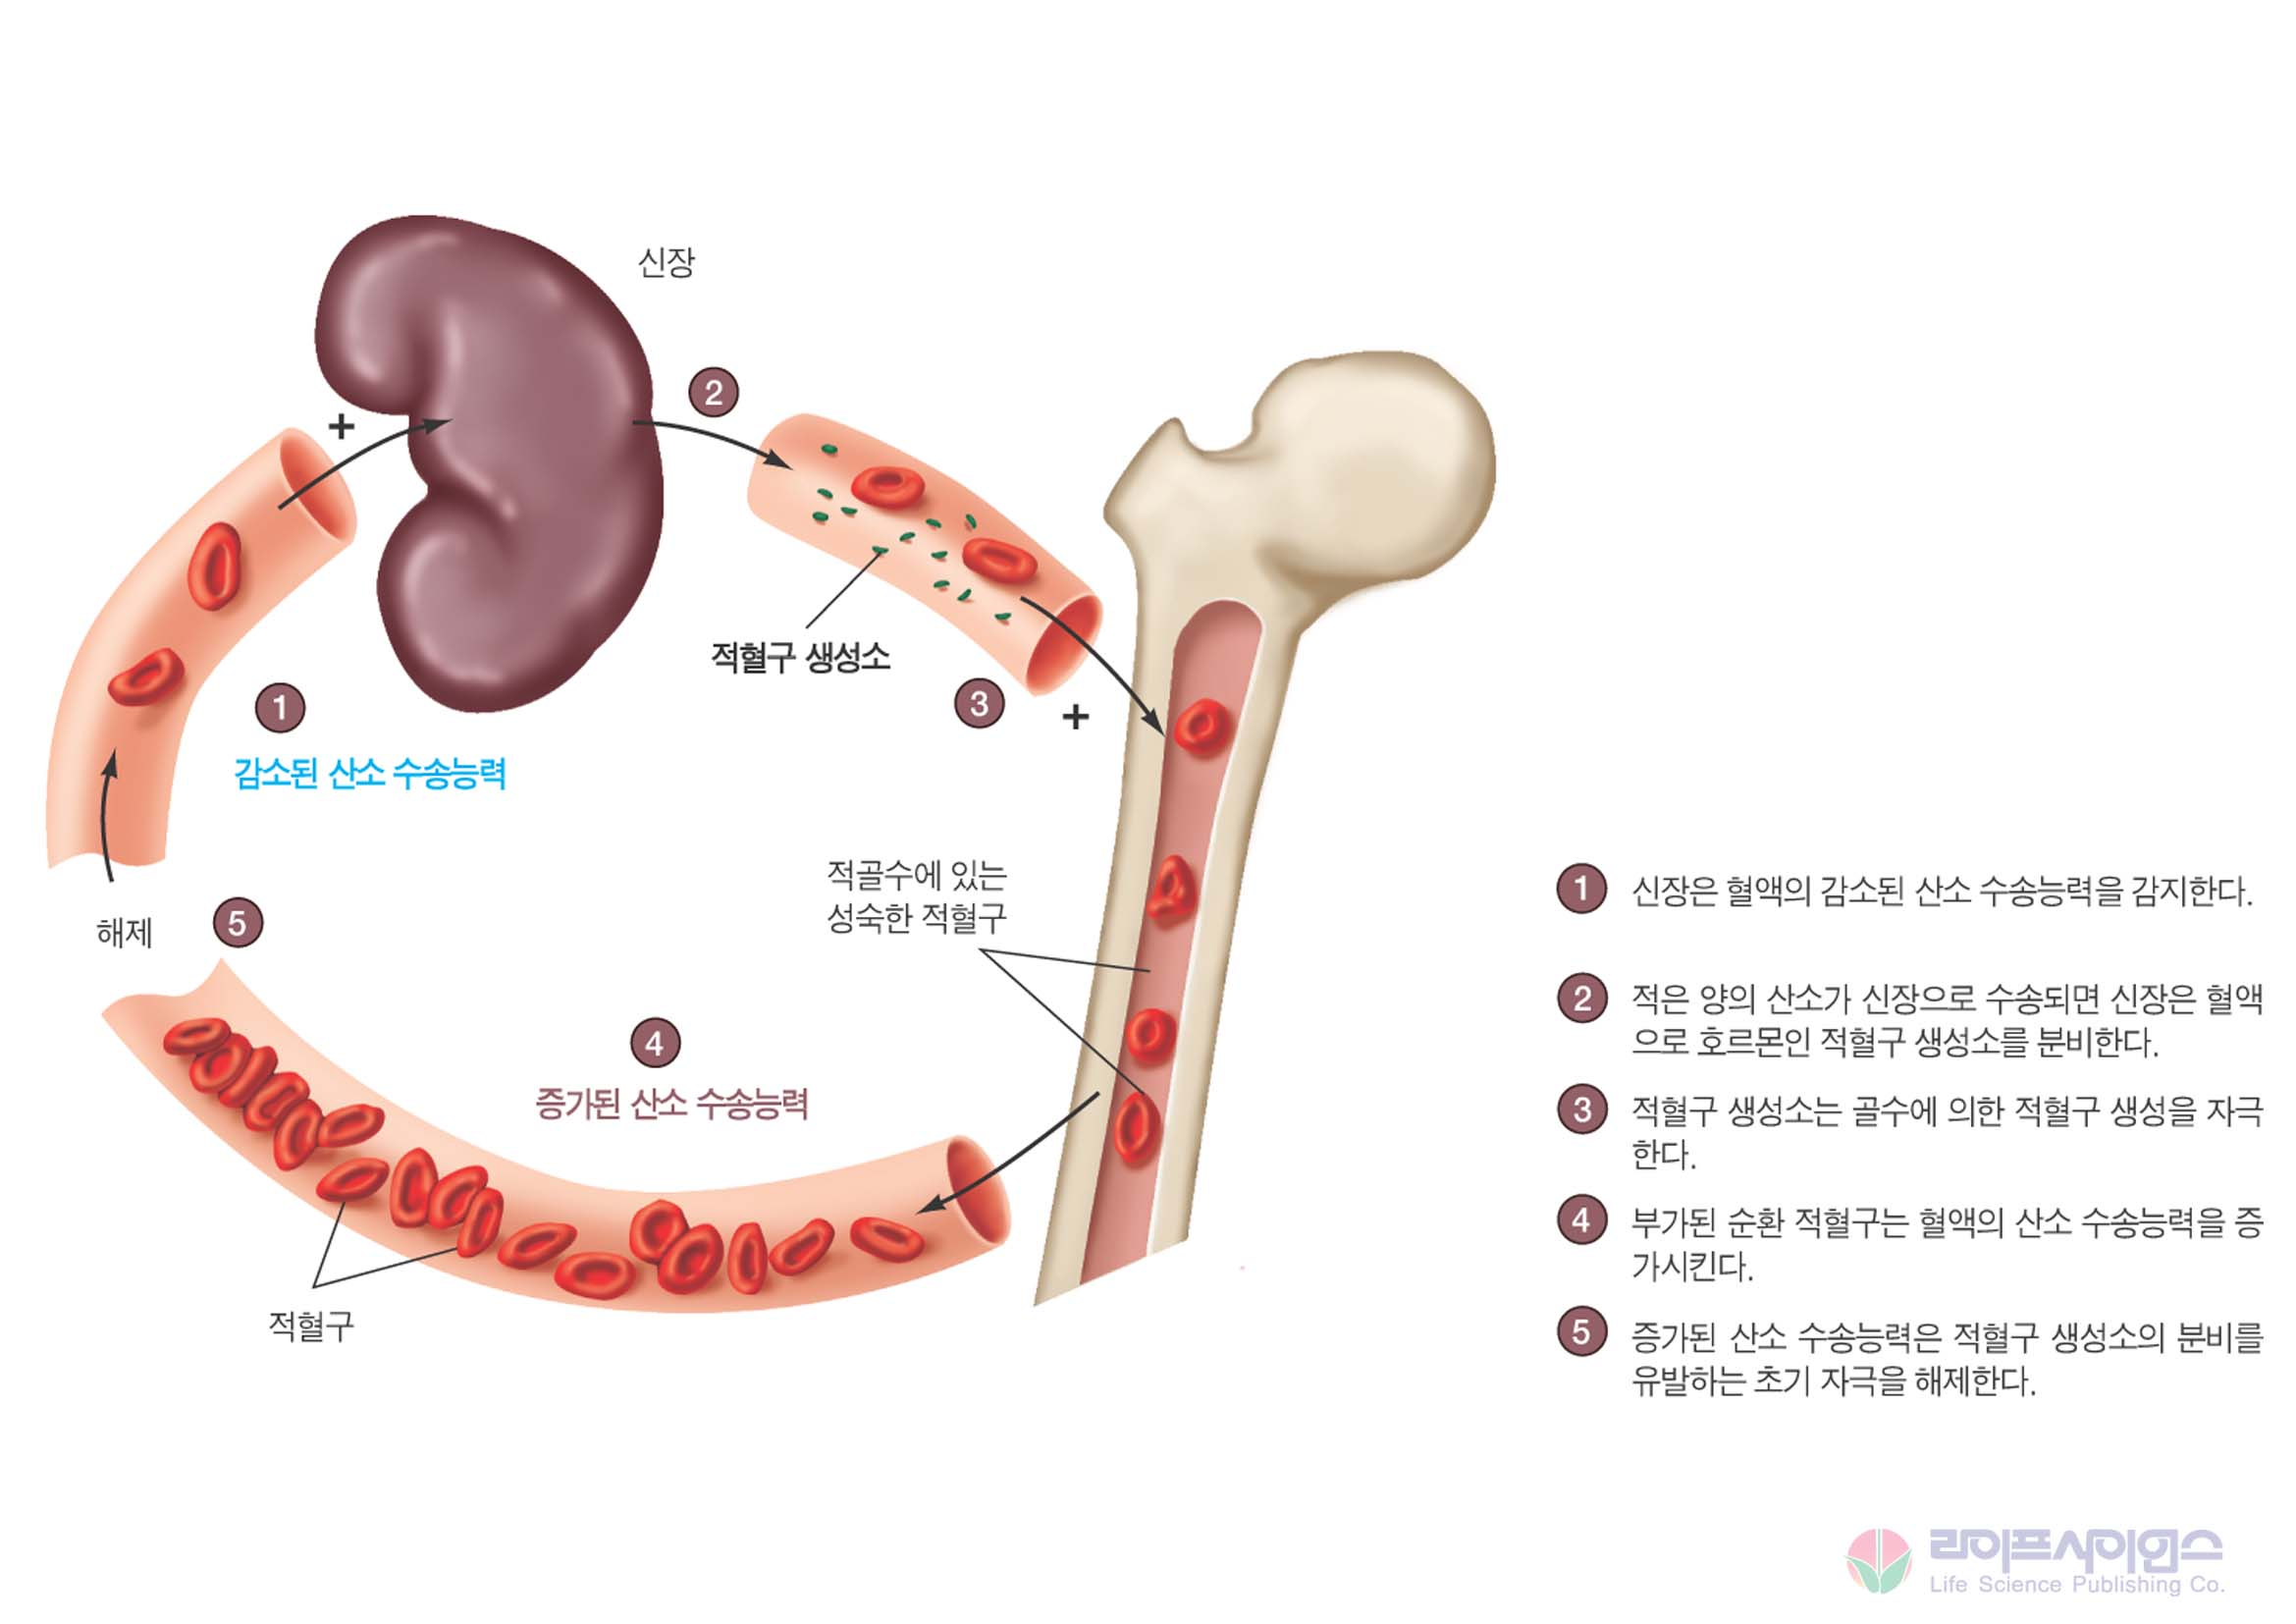 신장
2
+
적혈구 생성소
3
+
1
감소된 산소 수송능력
적골수에 있는
성숙한 적혈구
해제
5
4
증가된 산소 수송능력
적혈구
1 신장은 혈액의 감소된 산소 수송능력을 감지한다.
2 적은 양의 산소가 신장으로 수송되면 신장은 혈액
으로 호르몬인 적혈구 생성소를 분비한다.
3 적혈구 생성소는 골수에 의한 적혈구 생성을 자극
한다.
4 부가된 순환 적혈구는 혈액의 산소 수송능력을 증
가시킨다.
5 증가된 산소 수송능력은 적혈구 생성소의 분비를
유발하는 초기 자극을 해제한다.
라이프사이언스
Life Science Publishing Co.